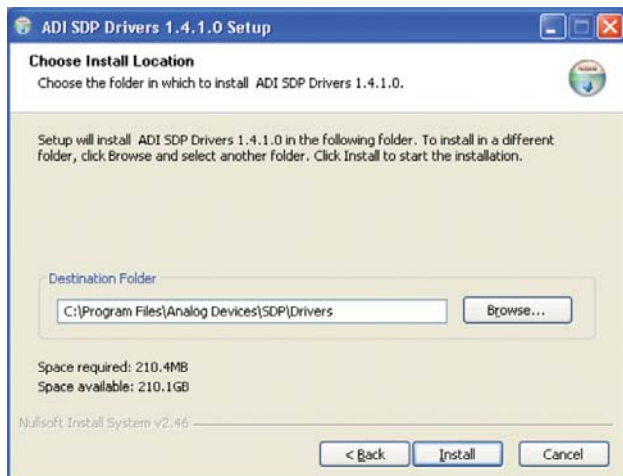 ADI SDP Drivers 1.4.1.0 Setup
Choose Install Location
Choose the folder in which to install ADI SDP Drivers 1.4.1.0.
Setup will install ADI SDP Drivers 1.4.1.0 in the following folder. To install in a different
folder, click Browse and select another folder. Click Install to start the installation.
Destination Folder
C:\Program Files\Analog Devices\SDP\Drivers
Browse...
Space required: 210.4MB
Space available: 210.1GB
Nullsoft Install System v2.46
< Back
Install
Cancel